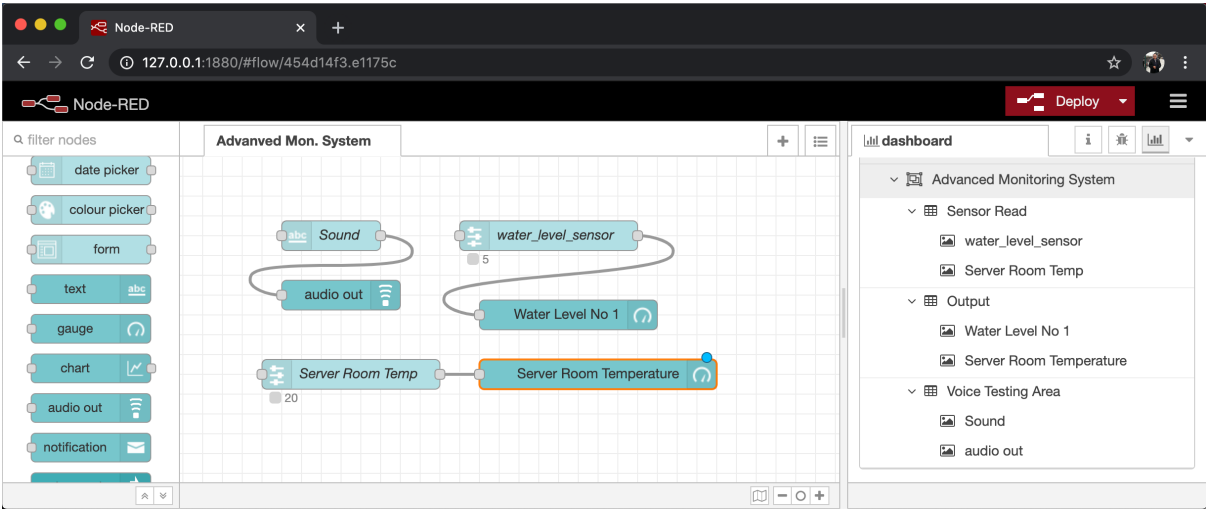 Node-RED
127.0.0.1:1880/#flow/454d14f3.e1175c
Node-RED
Deploy
filter nodes
date picker
colour picker
form
text abc
gauge
chart
audio out
notification
Advanved Mon. System
abc Sound
audio out
water_level_sensor
5
Water Level No 1
Server Room Temp
20
Server Room Temperature
dashboard
i
Advanced Monitoring System
Sensor Read
water_level_sensor
Server Room Temp
Output
Water Level No 1
Server Room Temperature
Voice Testing Area
Sound
audio out